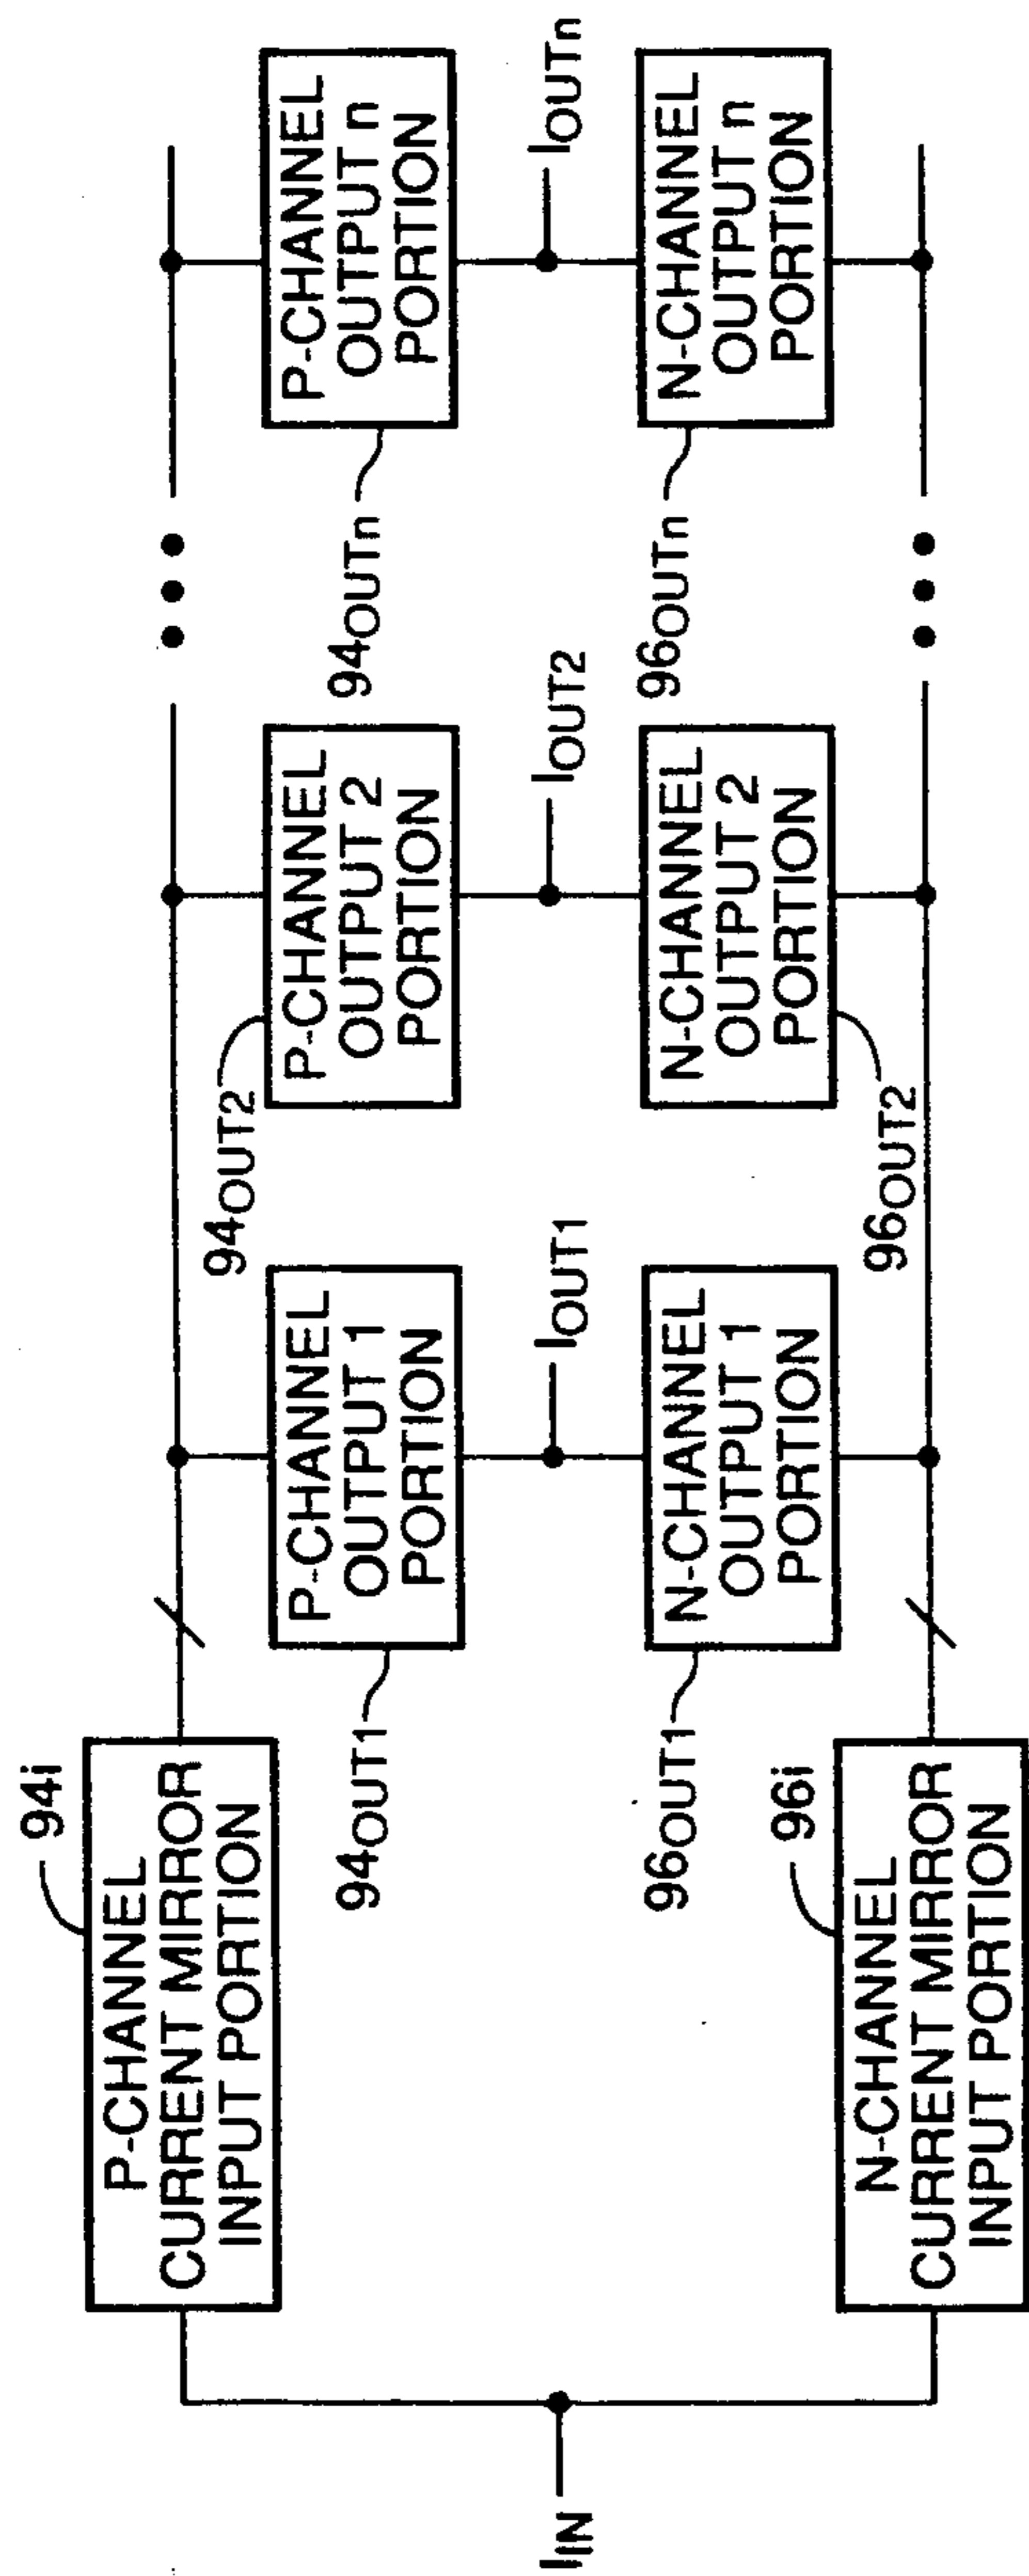 94i
P-CHANNEL
CURRENT MIRROR
INPUT PORTION
94OUT1
P-CHANNEL
OUTPUT 1
PORTION
94OUT2
P-CHANNEL
OUTPUT 2
PORTION
94OUTn
P-CHANNEL
OUTPUT n
PORTION
IIN
IOUT1
IOUT2
IOUTn
96i
N-CHANNEL
CURRENT MIRROR
INPUT PORTION
96OUT1
N-CHANNEL
OUTPUT 1
PORTION
96OUT2
N-CHANNEL
OUTPUT 2
PORTION
96OUTn
N-CHANNEL
OUTPUT n
PORTION